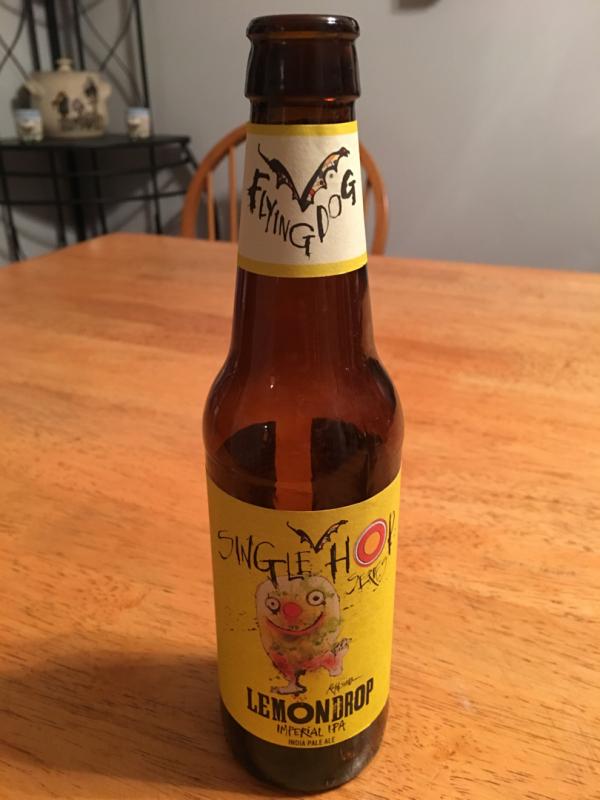 FLYING DOG
SINGLE HOP
SERIES
LEMONDROP
IMPERIAL IPA
INDIA PALE ALE